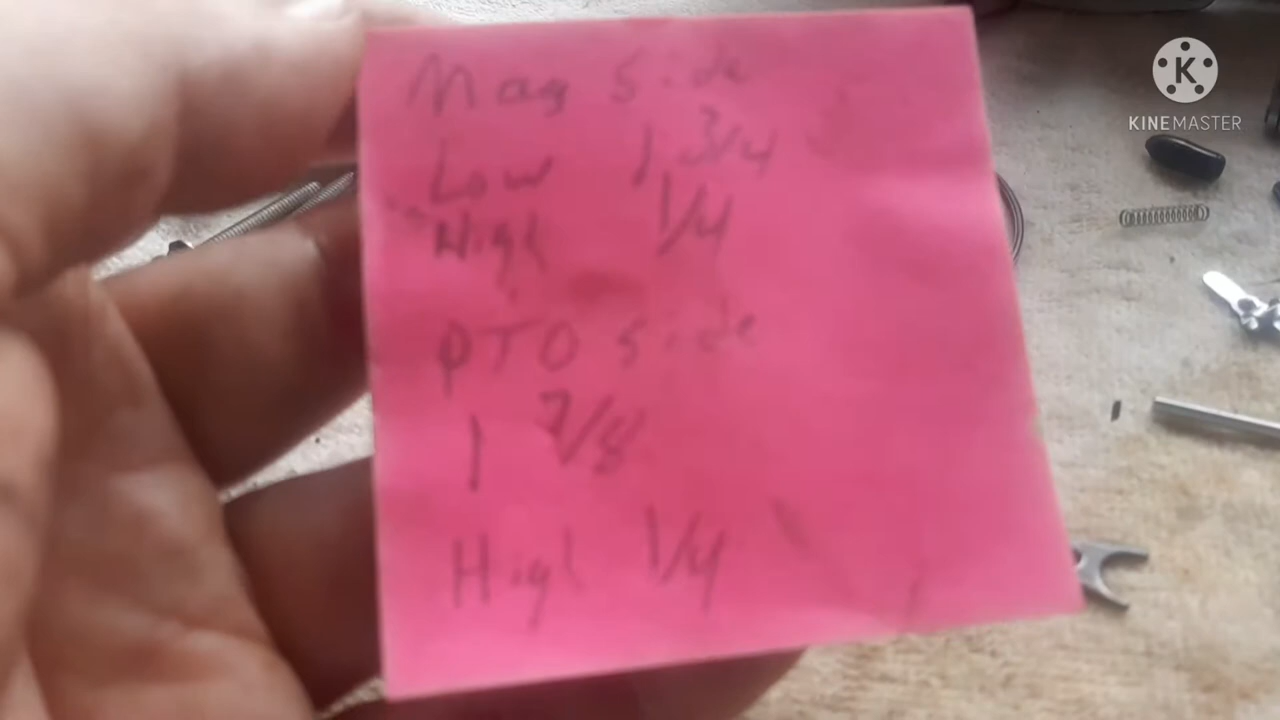 Mag Side
Low 1 3/4
High 1/4
PTO side
1 7/8
High 1/4
KINEMASTER